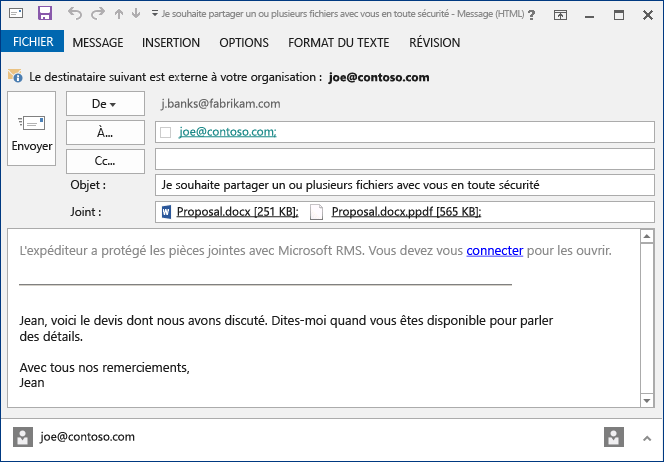 Je souhaite partager un ou plusieurs fichiers avec vous en toute sécurité - Message (HTML) ?
FICHIER MESSAGE INSERTION OPTIONS FORMAT DU TEXTE RÉVISION
Le destinataire suivant est externe à votre organisation : joe@contoso.com
De j.banks@fabrikam.com
À... joe@contoso.com;
Envoyer
Cc...
Objet : Je souhaite partager un ou plusieurs fichiers avec vous en toute sécurité
Joint : Proposal.docx [251 KB]; Proposal.docx.ppdf [565 KB];
L'expéditeur a protégé les pièces jointes avec Microsoft RMS. Vous devez vous connecter pour les ouvrir.
Jean, voici le devis dont nous avons discuté. Dites-moi quand vous êtes disponible pour parler
des détails.
Avec tous nos remerciements,
Jean
joe@contoso.com